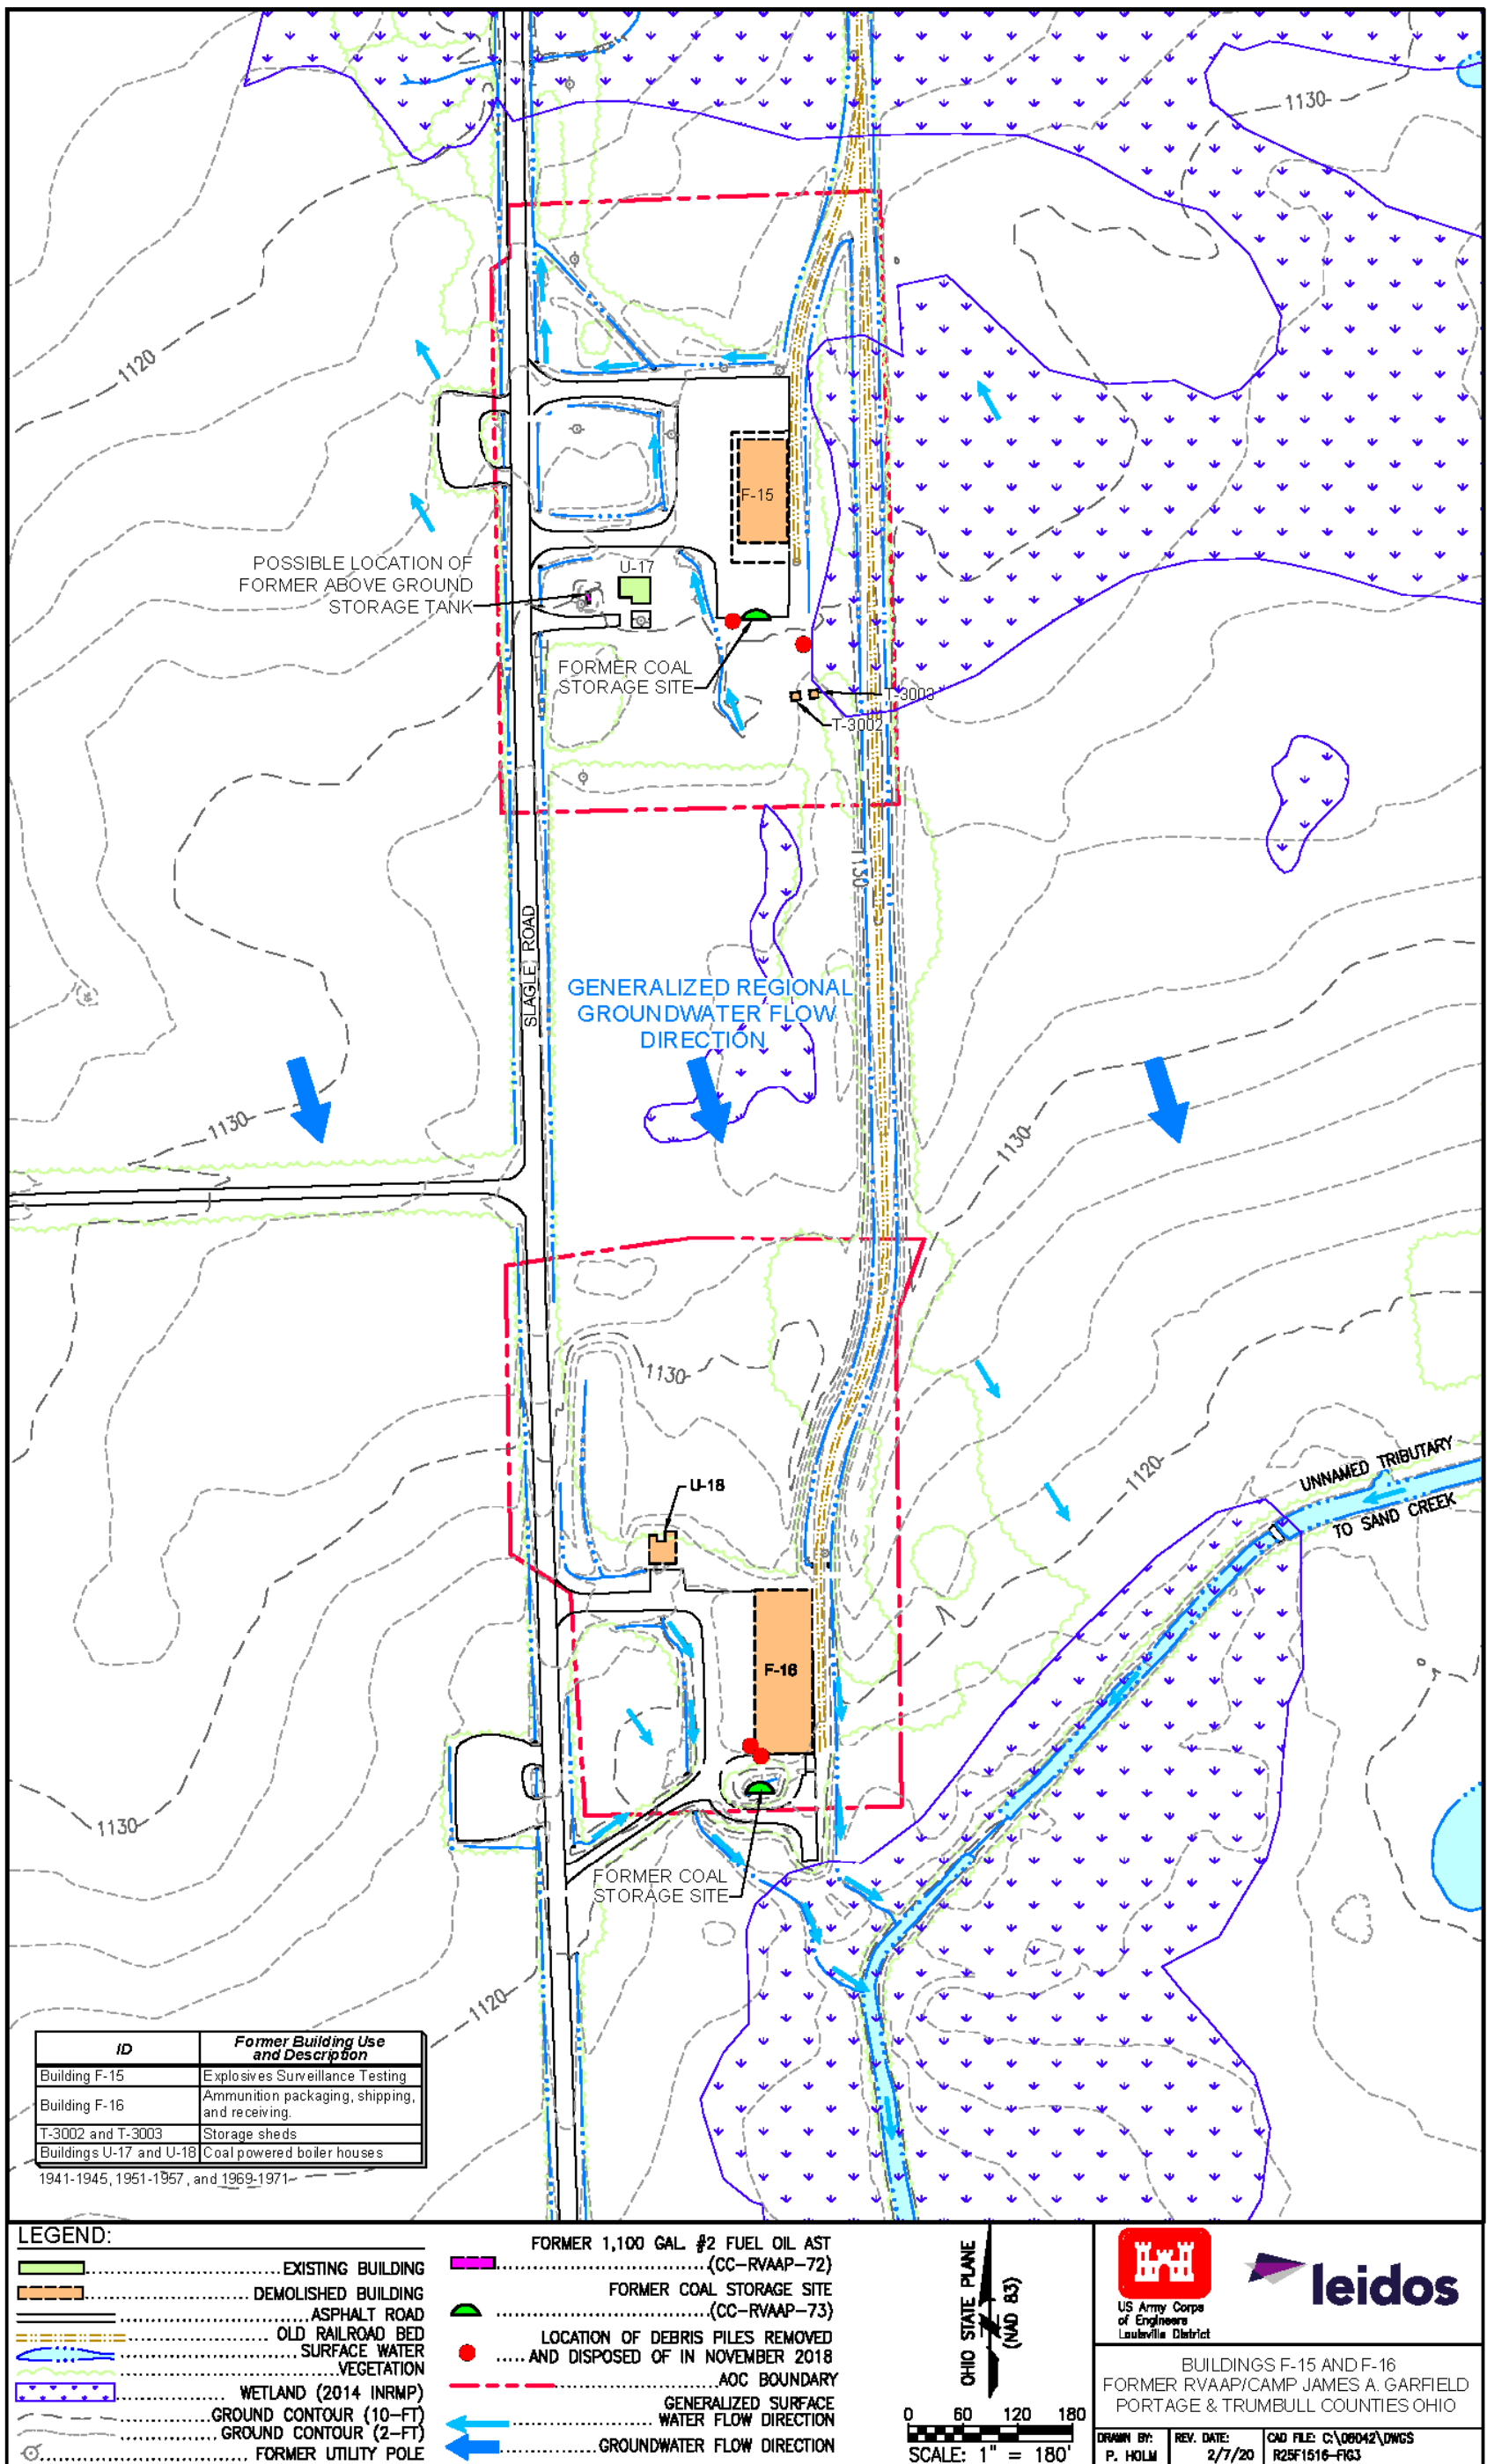 1130
1120
POSSIBLE LOCATION OF
FORMER ABOVE GROUND
STORAGE TANK
F-15
U-17
FORMER COAL
STORAGE SITE
T-3003
T-3002
1130
SLAGLE ROAD
GENERALIZED REGIONAL
GROUNDWATER FLOW
DIRECTION
1130
1130
1130
U-18
1120
UNNAMED TRIBUTARY
TO SAND CREEK
F-16
1130
FORMER COAL
STORAGE SITE
1120
ID
Former Building Use
and Description
Building F-15
Explosives Surveillance Testing
Building F-16
Ammunition packaging, shipping,
and receiving.
T-3002 and T-3003
Storage sheds
Buildings U-17 and U-18
Coal powered boiler houses
1941-1945, 1951-1957, and 1969-1971
LEGEND:
EXISTING BUILDING
DEMOLISHED BUILDING
ASPHALT ROAD
OLD RAILROAD BED
SURFACE WATER
VEGETATION
WETLAND (2014 INRMP)
GROUND CONTOUR (10-FT)
GROUND CONTOUR (2-FT)
FORMER UTILITY POLE
FORMER 1,100 GAL. #2 FUEL OIL AST
(CC-RVAAP-72)
FORMER COAL STORAGE SITE
(CC-RVAAP-73)
LOCATION OF DEBRIS PILES REMOVED
AND DISPOSED OF IN NOVEMBER 2018
AOC BOUNDARY
GENERALIZED SURFACE
WATER FLOW DIRECTION
GROUNDWATER FLOW DIRECTION
OHIO STATE PLANE
(NAD 83)
N
0 60 120 180
SCALE: 1" = 180'
US Army Corps
of Engineers
Louisville District
leidos
BUILDINGS F-15 AND F-16
FORMER RVAAP/CAMP JAMES A. GARFIELD
PORTAGE & TRUMBULL COUNTIES OHIO
DRAWN BY:
P. HOLM
REV. DATE:
2/7/20
CAD FILE: C:\08042\DWGS
R25F1516-FIG3